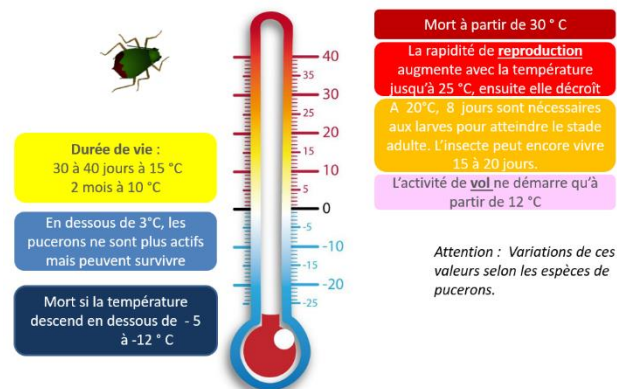 Durée de vie :
30 à 40 jours à 15 °C
2 mois à 10 °C
En dessous de 3°C, les
pucerons ne sont plus actifs
mais peuvent survivre
Mort si la température
descend en dessous de - 5
à -12 ° C
40
35
30
25
20
15
10
5
0
-5
-10
-15
-20
-25
Mort à partir de 30 ° C
La rapidité de reproduction
augmente avec la température
jusqu'à 25 °C, ensuite elle décroît
A 20°C, 8 jours sont nécessaires
aux larves pour atteindre le stade
adulte. L'insecte peut encore vivre
15 à 20 jours.
L'activité de vol ne démarre qu'à
partir de 12 °C
Attention : Variations de ces
valeurs selon les espèces de
pucerons.